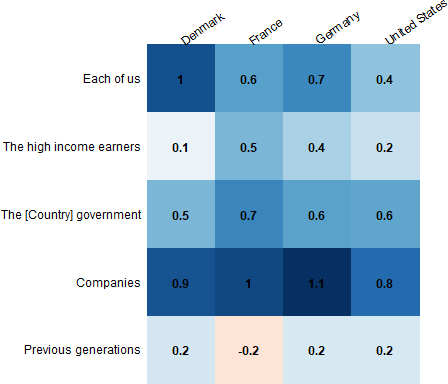 Denmark France Germany United States
Each of us 1 0.6 0.7 0.4
The high income earners 0.1 0.5 0.4 0.2
The [Country] government 0.5 0.7 0.6 0.6
Companies 0.9 1 1.1 0.8
Previous generations 0.2 -0.2 0.2 0.2